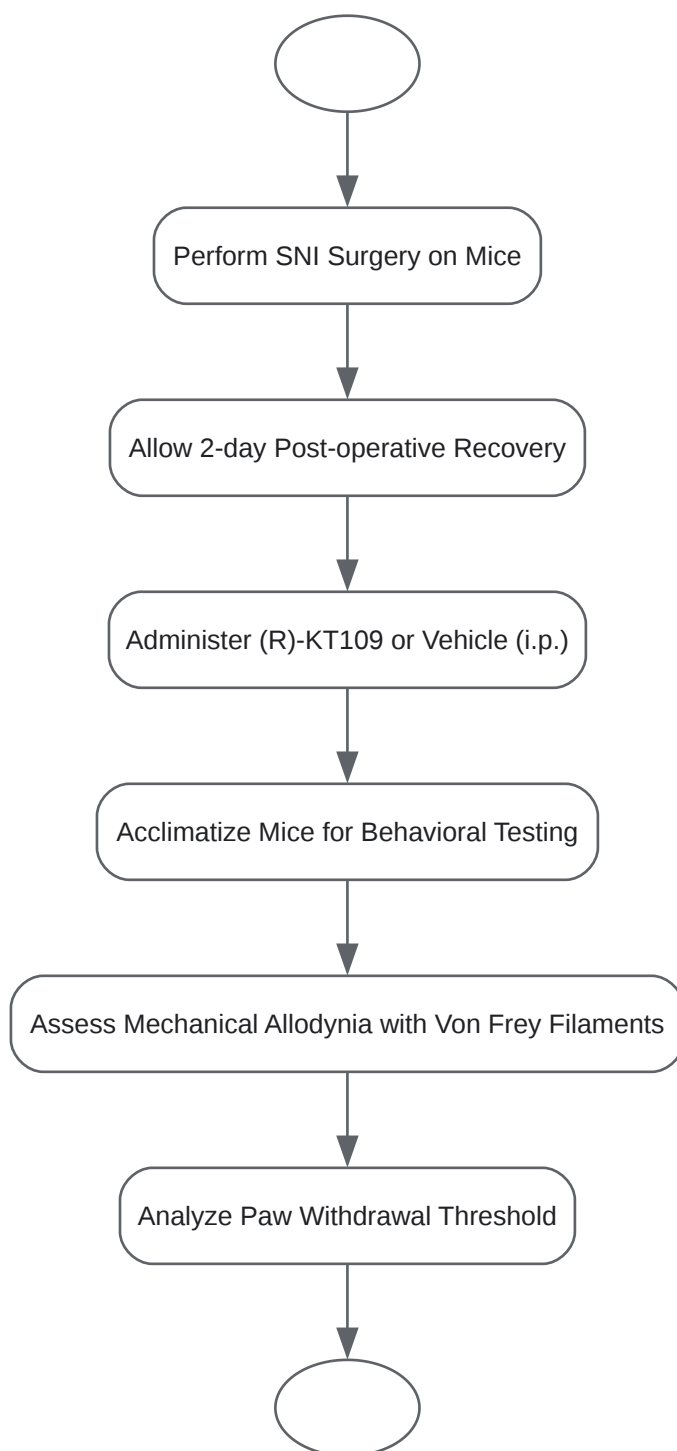 Perform SNI Surgery on Mice
Allow 2-day Post-operative Recovery
Administer (R)-KT109 or Vehicle (i.p.)
Acclimatize Mice for Behavioral Testing
Assess Mechanical Allodynia with Von Frey Filaments
Analyze Paw Withdrawal Threshold